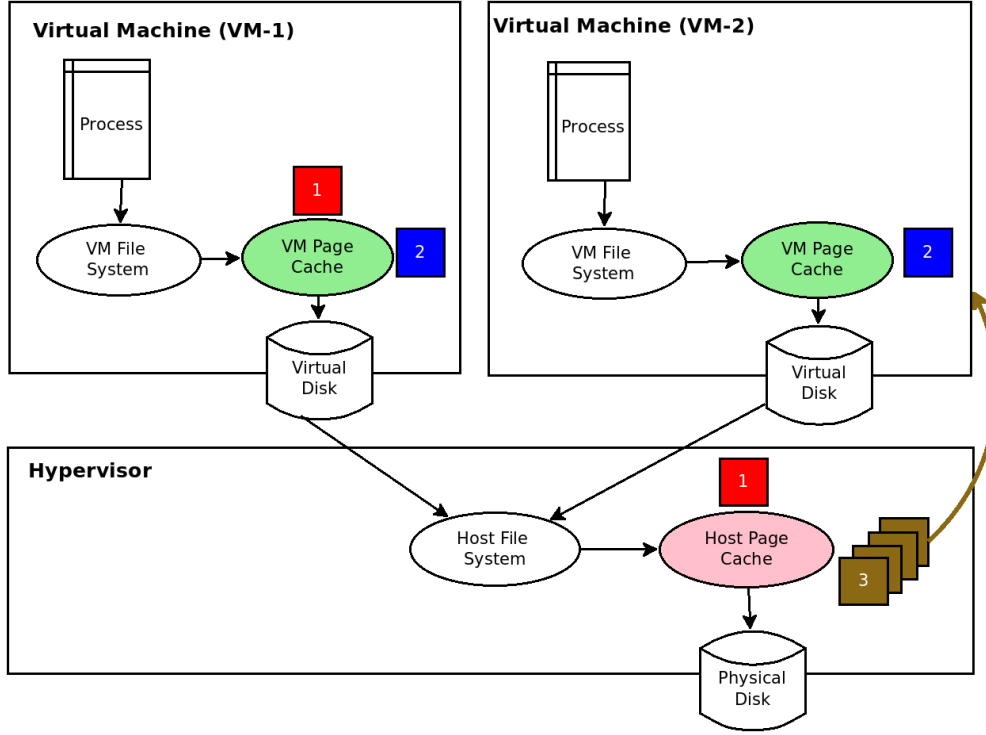 Virtual Machine (VM-1)
Process
1
VM File
System
VM Page
Cache
2
Virtual
Disk
Virtual Machine (VM-2)
Process
VM File
System
VM Page
Cache
2
Virtual
Disk
Hypervisor
1
Host File
System
Host Page
Cache
3
Physical
Disk